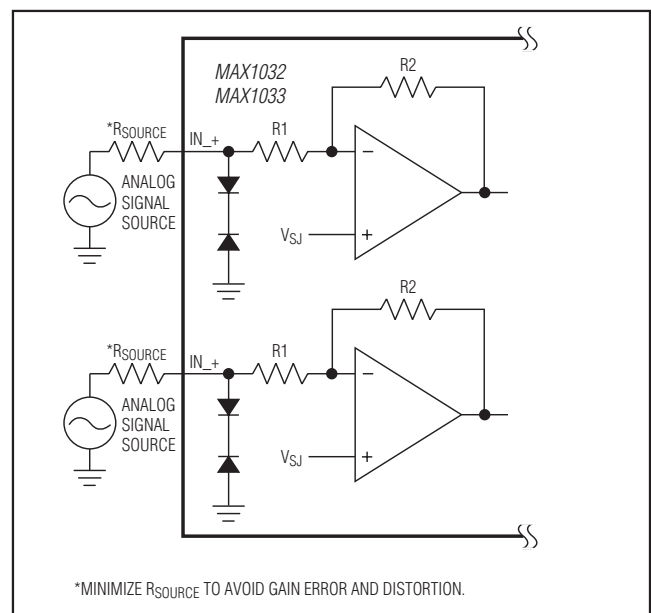 MAX1032
MAX1033
R2
*RSOURCE
IN_+
R1
−
ANALOG
SIGNAL
SOURCE
VSJ
+
R2
*RSOURCE
IN_+
R1
−
ANALOG
SIGNAL
SOURCE
VSJ
+
*MINIMIZE RSOURCE TO AVOID GAIN ERROR AND DISTORTION.